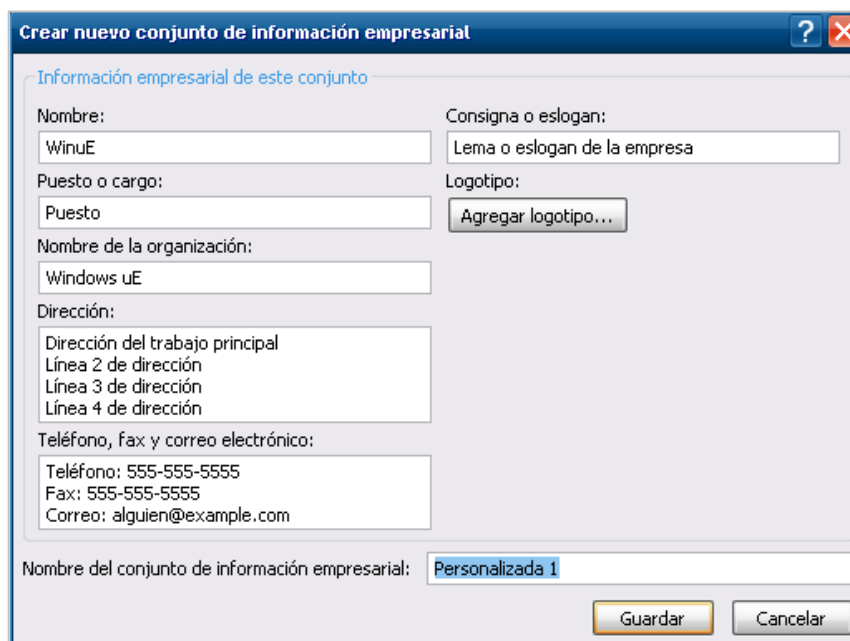 Crear nuevo conjunto de información empresarial
?
Información empresarial de este conjunto
Nombre:
WinuE
Puesto o cargo:
Puesto
Nombre de la organización:
Windows uE
Dirección:
Dirección del trabajo principal
Línea 2 de dirección
Línea 3 de dirección
Línea 4 de dirección
Teléfono, fax y correo electrónico:
Teléfono: 555-555-5555
Fax: 555-555-5555
Correo: alguien@example.com
Consigna o eslogan:
Lema o eslogan de la empresa
Logotipo:
Agregar logotipo...
Nombre del conjunto de información empresarial:
Personalizada 1
Guardar
Cancelar